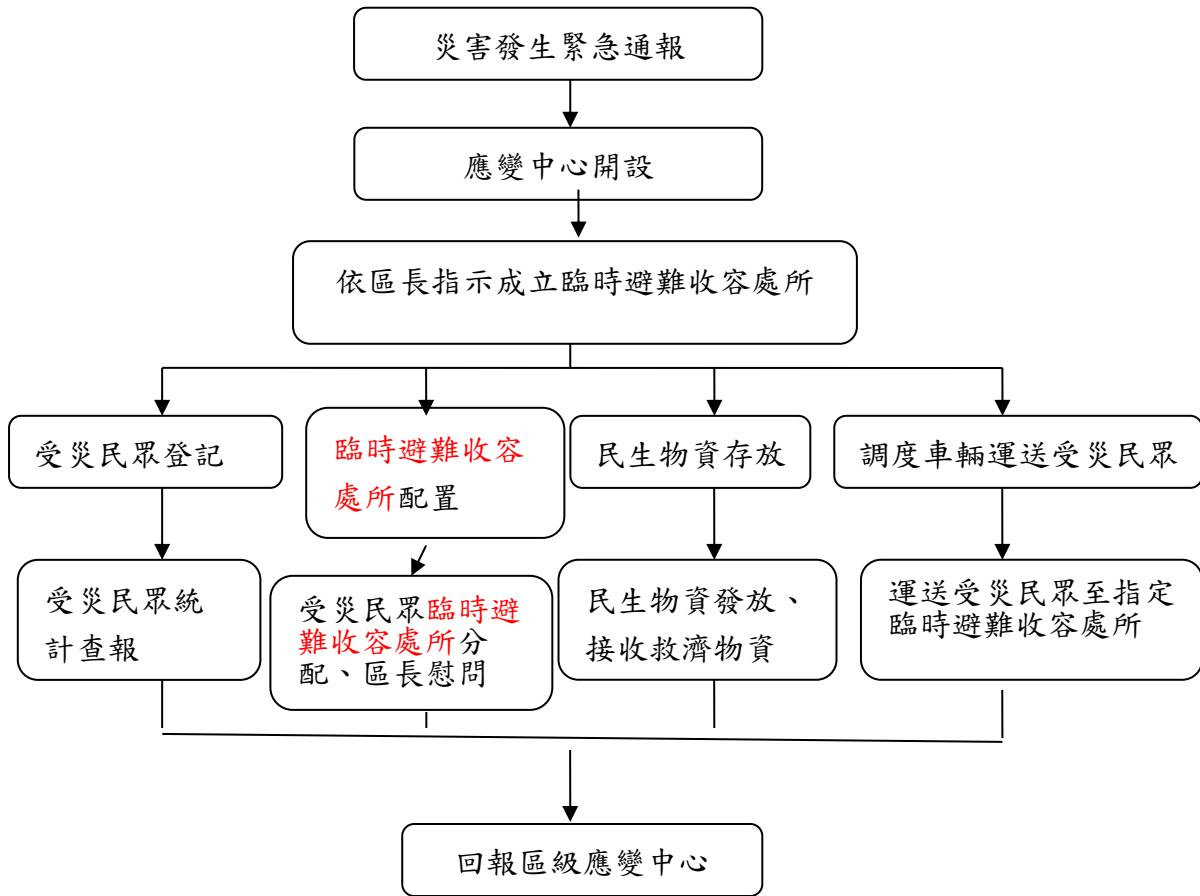 災害發生緊急通報
應變中心開設
依區長指示成立臨時避難收容處所
受災民眾登記
臨時避難收容
處所配置
民生物資存放
調度車輛運送受災民眾
受災民眾統
計查報
受災民眾臨時避
難收容處所分
配、區長慰問
民生物資發放、
接收救濟物資
運送受災民眾至指定
臨時避難收容處所
回報區級應變中心